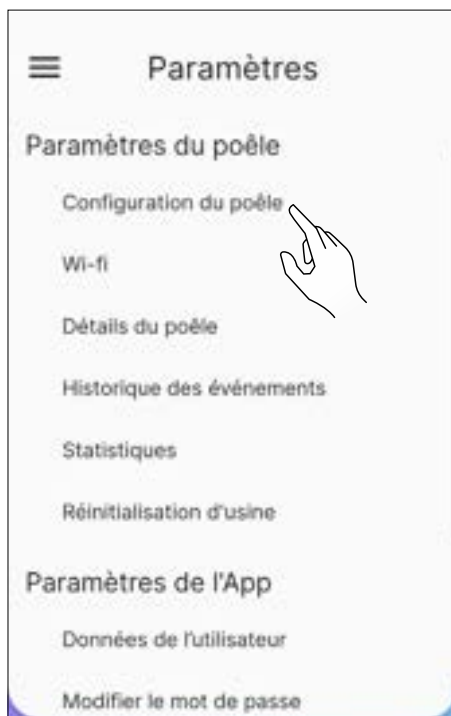 Paramètres
Paramètres du poêle
Configuration du poêle
Wi-fi
Détails du poêle
Historique des événements
Statistiques
Réinitialisation d'usine
Paramètres de l'App
Données de l'utilisateur
Modifier le mot de passe